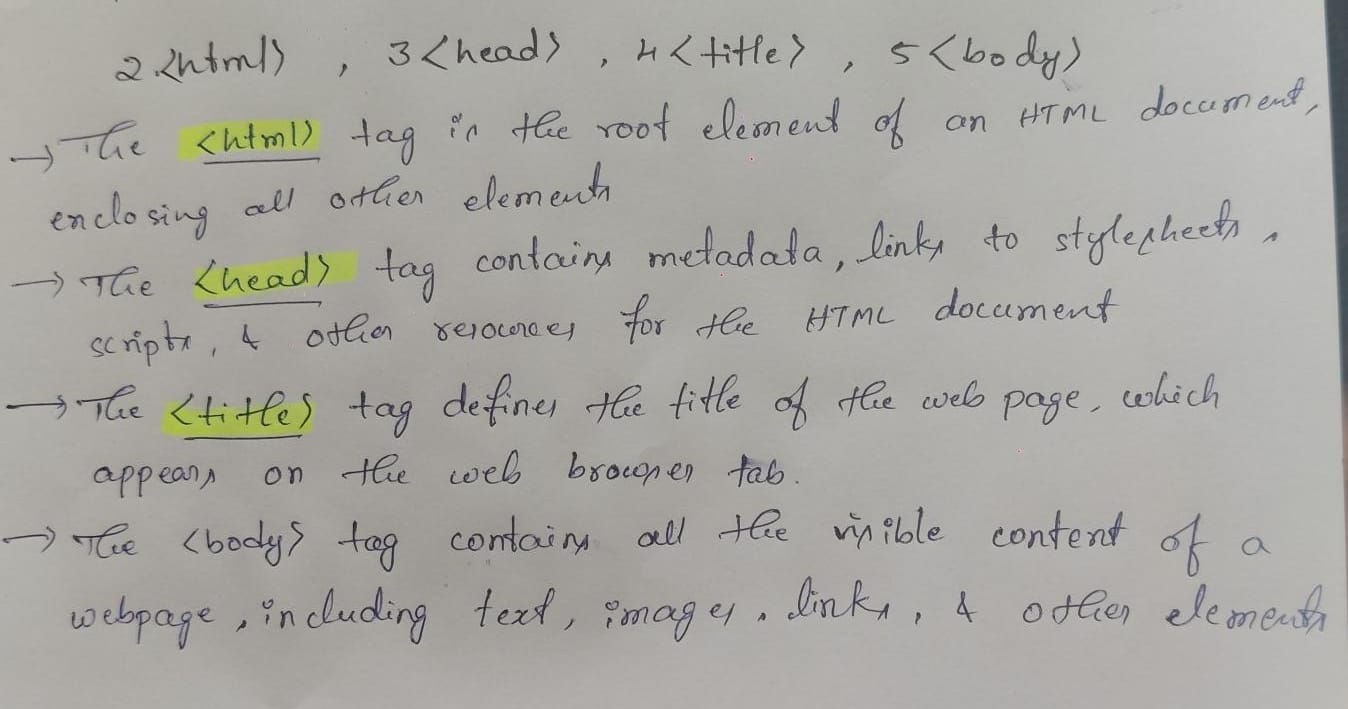 2.<html> , 3<head> , 4<title> , 5<body>
→ The <html> tag is the root element of an HTML document,
enclosing all other elements
→ The <head> tag contains metadata, links to stylesheets,
scripts, & other resources for the HTML document
→ The <title> tag defines the title of the web page, which
appears on the web browser tab.
→ The <body> tag contains all the visible content of a
webpage, including text, images, links, & other elements